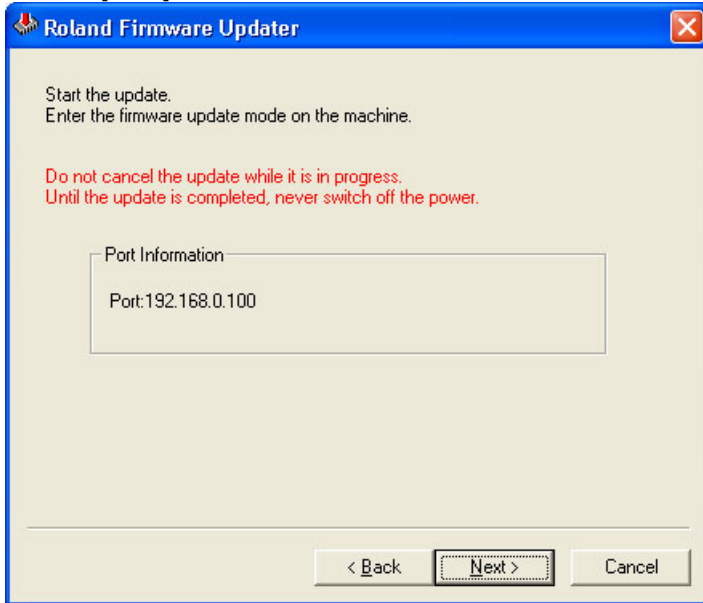 Roland Firmware Updater
Start the update.
Enter the firmware update mode on the machine.
Do not cancel the update while it is in progress.
Until the update is completed, never switch off the power.
Port Information
Port:192.168.0.100
< Back
Next >
Cancel